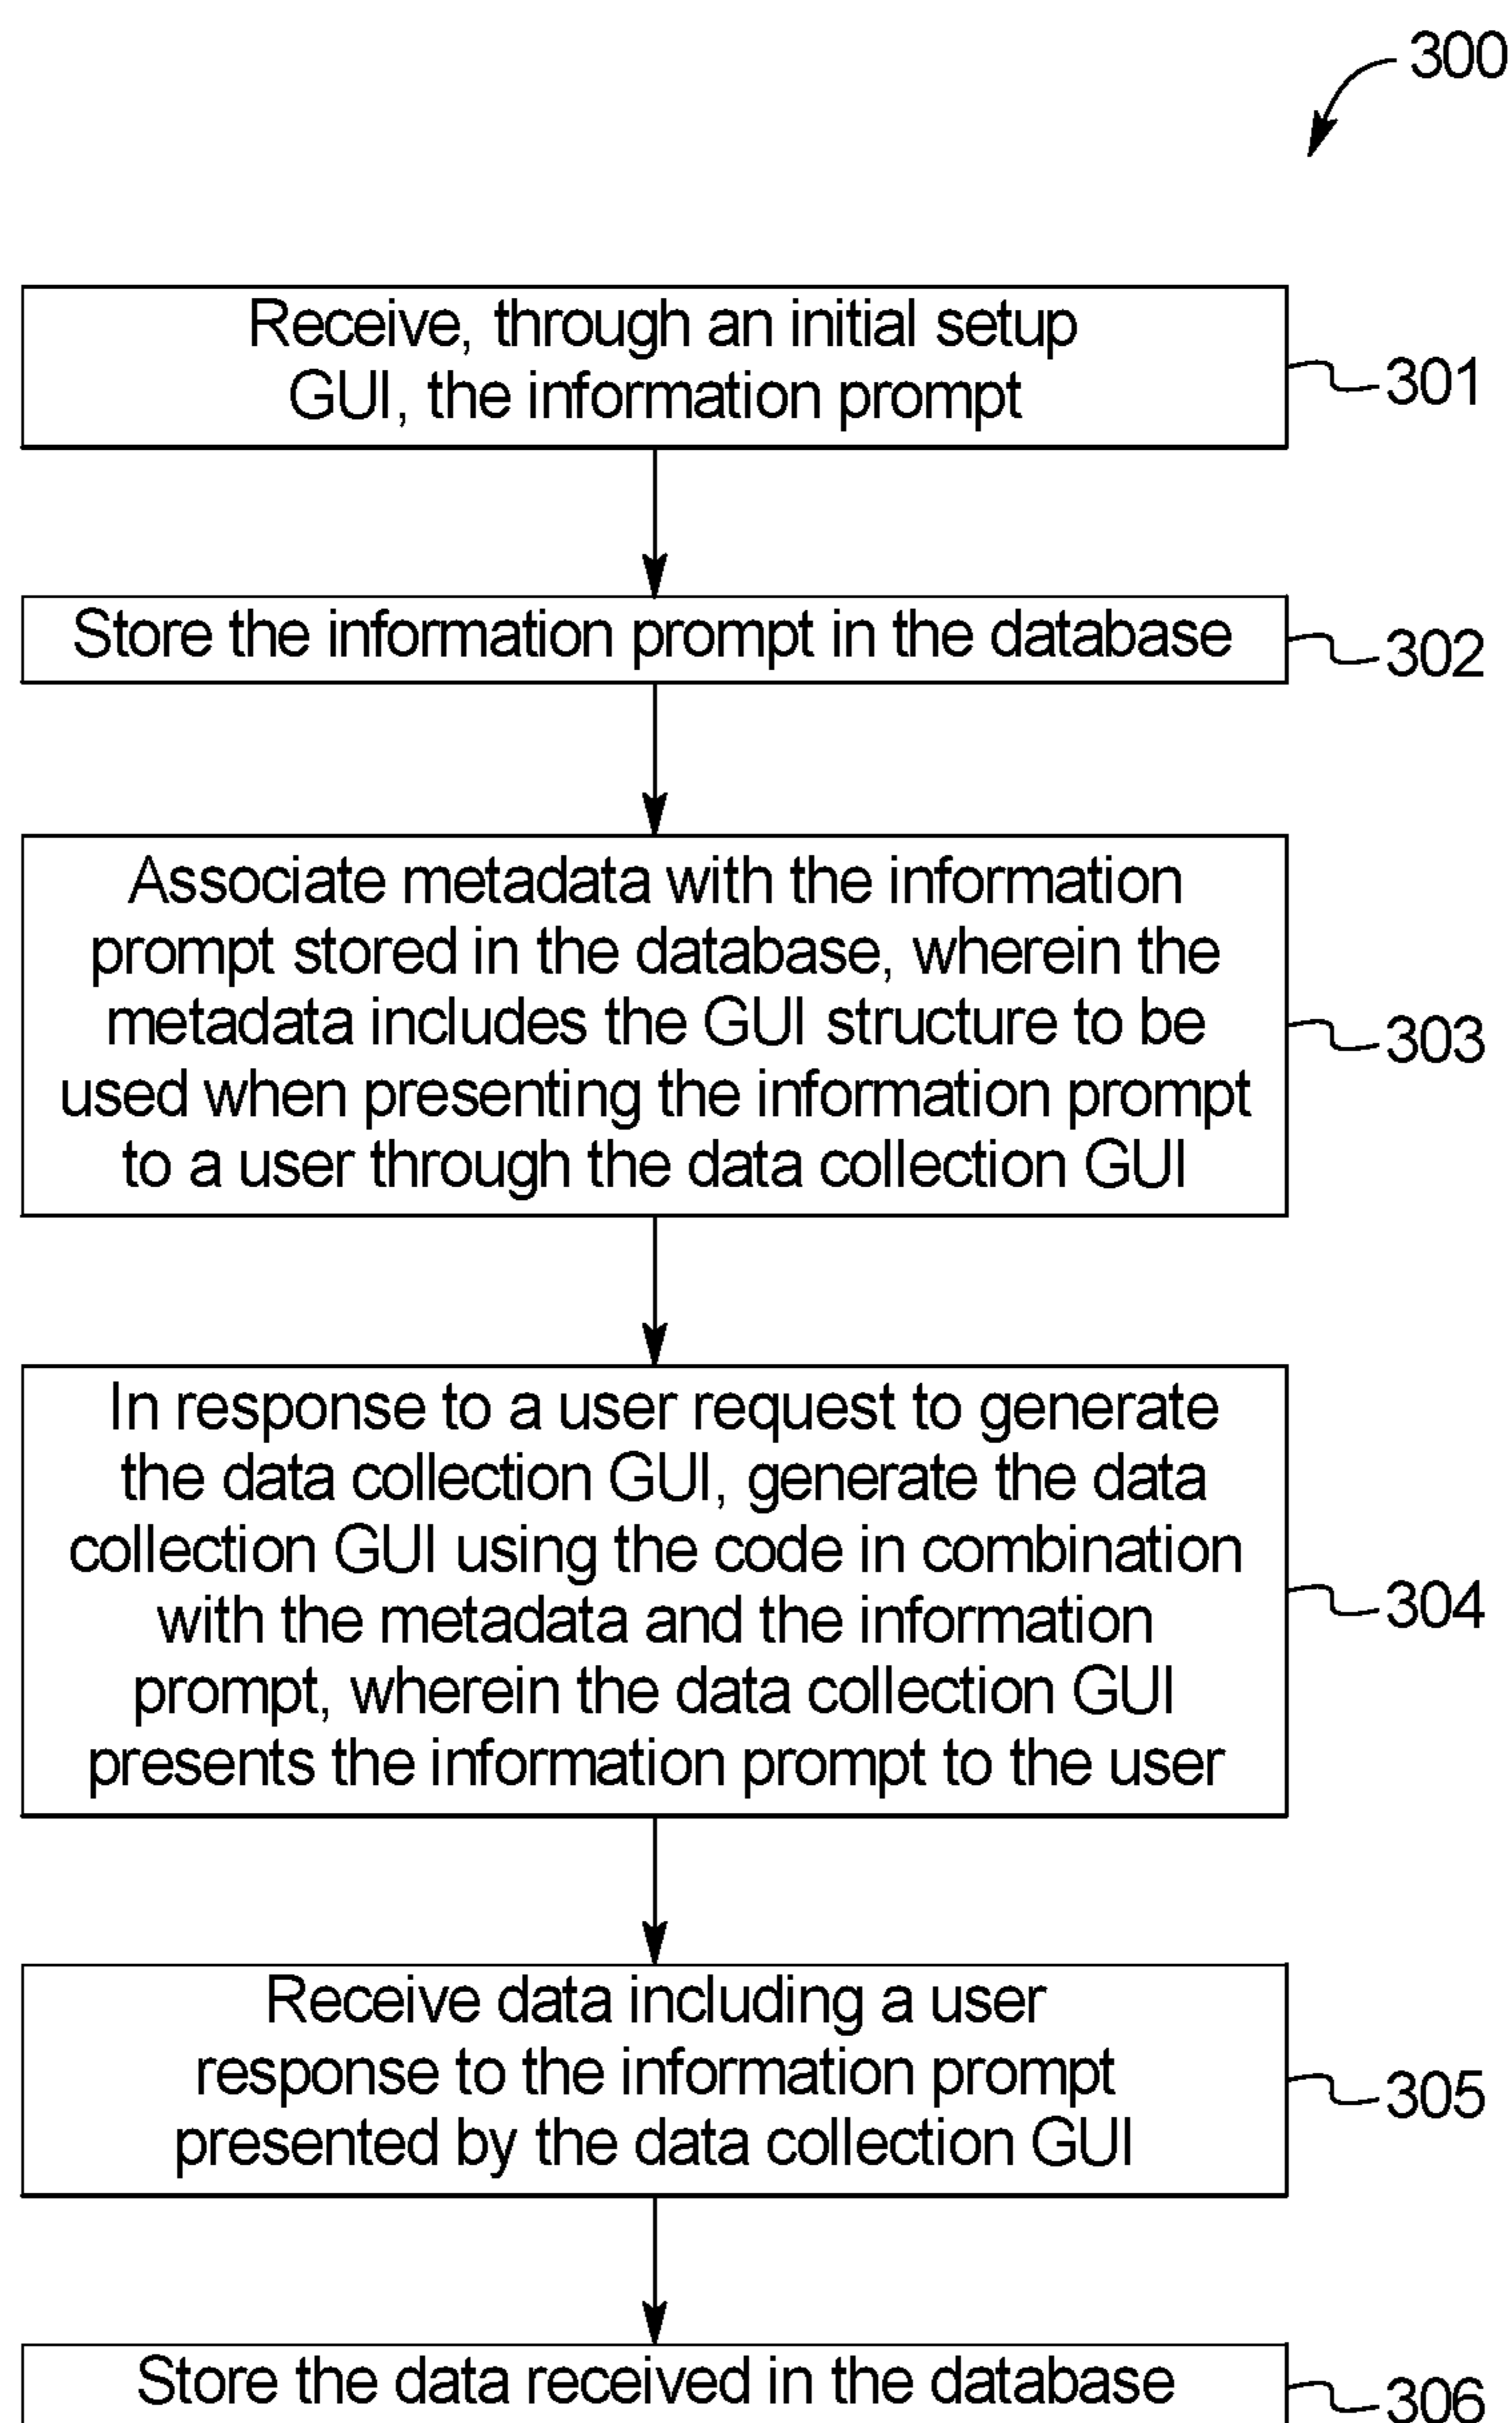 300
Receive, through an initial setup
GUI, the information prompt
301
Store the information prompt in the database
302
Associate metadata with the information
prompt stored in the database, wherein the
metadata includes the GUI structure to be
used when presenting the information prompt
to a user through the data collection GUI
303
In response to a user request to generate
the data collection GUI, generate the data
collection GUI using the code in combination
with the metadata and the information
prompt, wherein the data collection GUI
presents the information prompt to the user
304
Receive data including a user
response to the information prompt
presented by the data collection GUI
305
Store the data received in the database
306